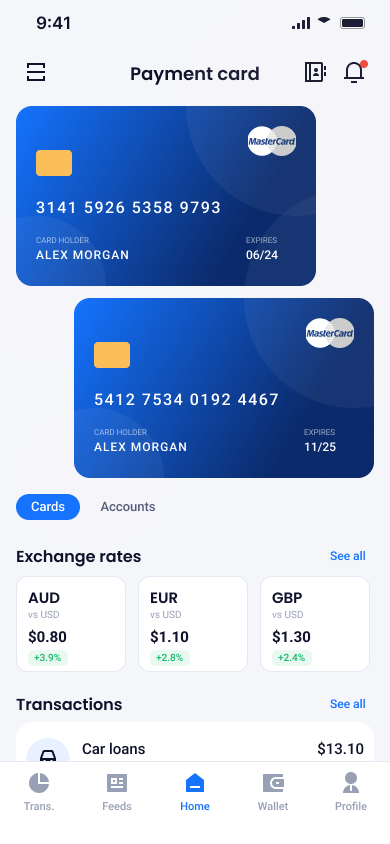 9:41
Payment card
MasterCard
3141 5926 5358 9793
CARD HOLDER EXPIRES
ALEX MORGAN 06/24
MasterCard
5412 7534 0192 4467
CARD HOLDER EXPIRES
ALEX MORGAN 11/25
Cards Accounts
Exchange rates See all
AUD EUR GBP
vs USD vs USD vs USD
$0.80 $1.10 $1.30
+3.9% +2.8% +2.4%
Transactions See all
Car loans $13.10
Trans. Feeds Home Wallet Profile